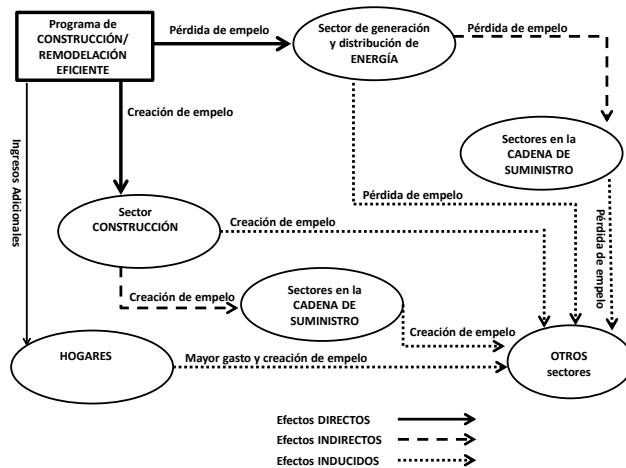 Programa de
CONSTRUCCIÓN/
REMODELACIÓN
EFICIENTE
Pérdida de empelo
Sector de generación
y distribución de
ENERGÍA
Pérdida de empelo
Creación de empelo
Ingresos Adicionales
Sectores en la
CADENA DE
SUMINISTRO
Pérdida de empelo
Pérdida de
empelo
Sector
CONSTRUCCIÓN
Creación de empelo
Creación de empelo
Sectores en la
CADENA DE
SUMINISTRO
Creación de empelo
HOGARES
Mayor gasto y creación de empelo
OTROS
sectores
Efectos DIRECTOS
Efectos INDIRECTOS
Efectos INDUCIDOS